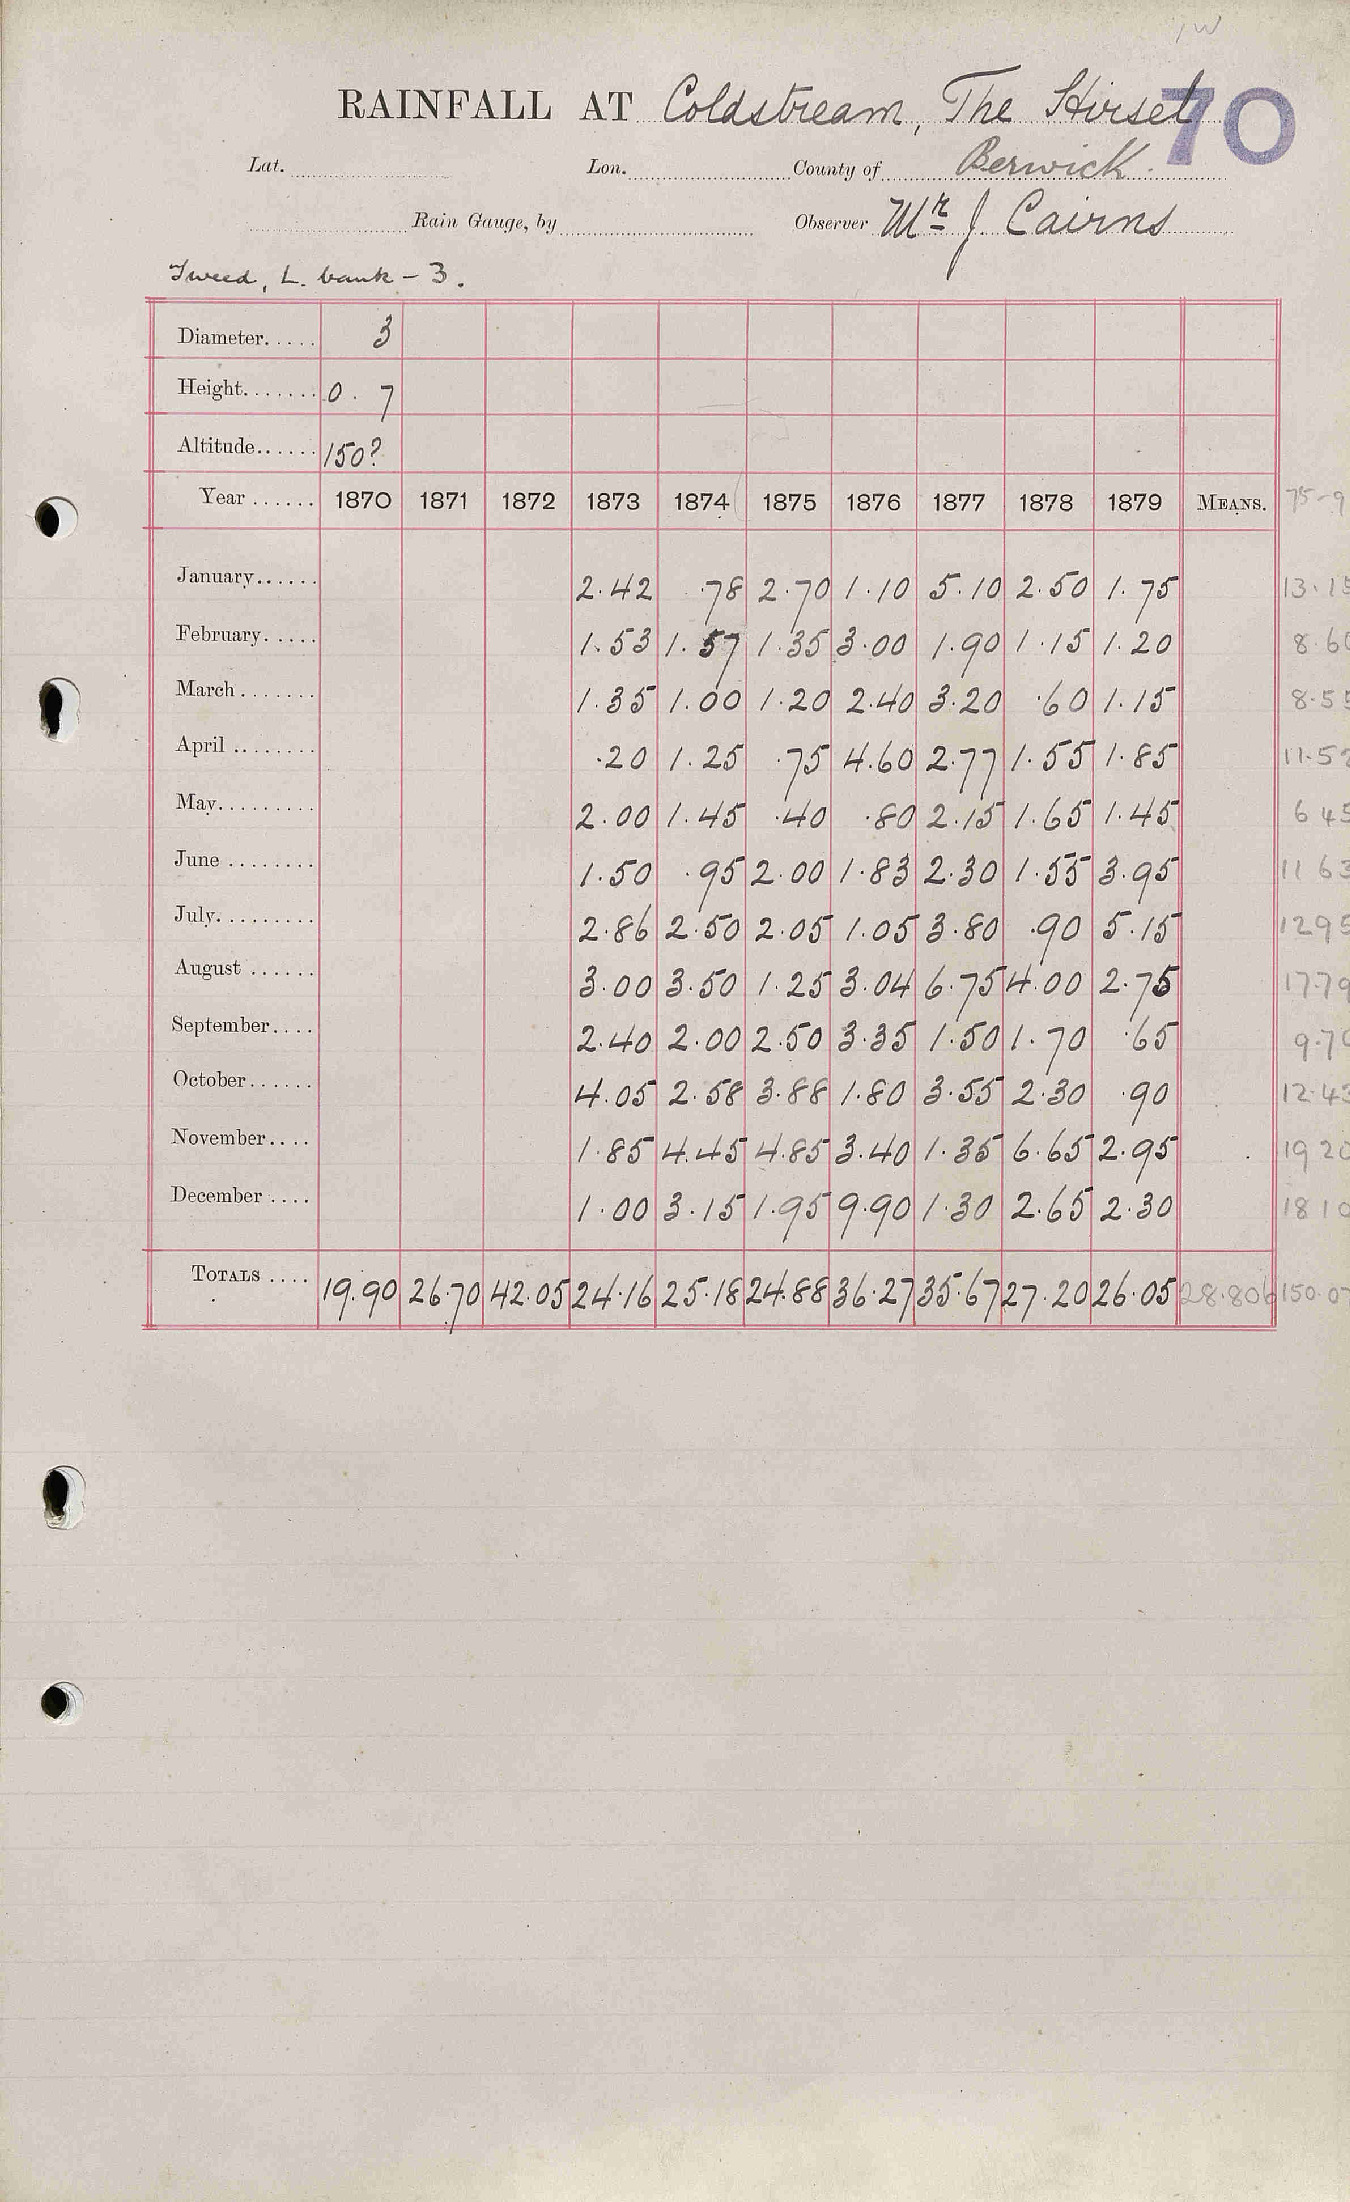 1W
RAINFALL AT Coldstream, The Hirsel 70
Lat. Lon. County of Berwick.
Rain Gauge, by Observer Mr J. Cairns
Tweed, L. bank - 3.
Diameter..... 3
Height....... 0. 7
Altitude...... 150?
Year ...... 1870 1871 1872 1873 1874 1875 1876 1877 1878 1879 MEANS. 75-9
January...... 2.42 .78 2.70 1.10 5.10 2.50 1.75 13.15
February..... 1.53 1.57 1.35 3.00 1.90 1.15 1.20 8.60
March....... 1.35 1.00 1.20 2.40 3.20 .60 1.15 8.55
April ........ .20 1.25 .75 4.60 2.77 1.55 1.85 11.52
May......... 2.00 1.45 .40 .80 2.15 1.65 1.45 6 45
June ........ 1.50 .95 2.00 1.83 2.30 1.55 3.95 11 63
July......... 2.86 2.50 2.05 1.05 3.80 .90 5.15 1295
August ...... 3.00 3.50 1.25 3.04 6.75 4.00 2.75 17.79
September.... 2.40 2.00 2.50 3.35 1.50 1.70 .65 9.70
October...... 4.05 2.58 3.88 1.80 3.55 2.30 .90 12.43
November.... 1.85 4.45 4.85 3.40 1.35 6.65 2.95 19 20
December .... 1.00 3.15 1.95 9.90 1.30 2.65 2.30 18 10
TOTALS .... 19.90 26.70 42.05 24.16 25.18 24.88 36.27 35.67 27.20 26.05 28.806 150.07